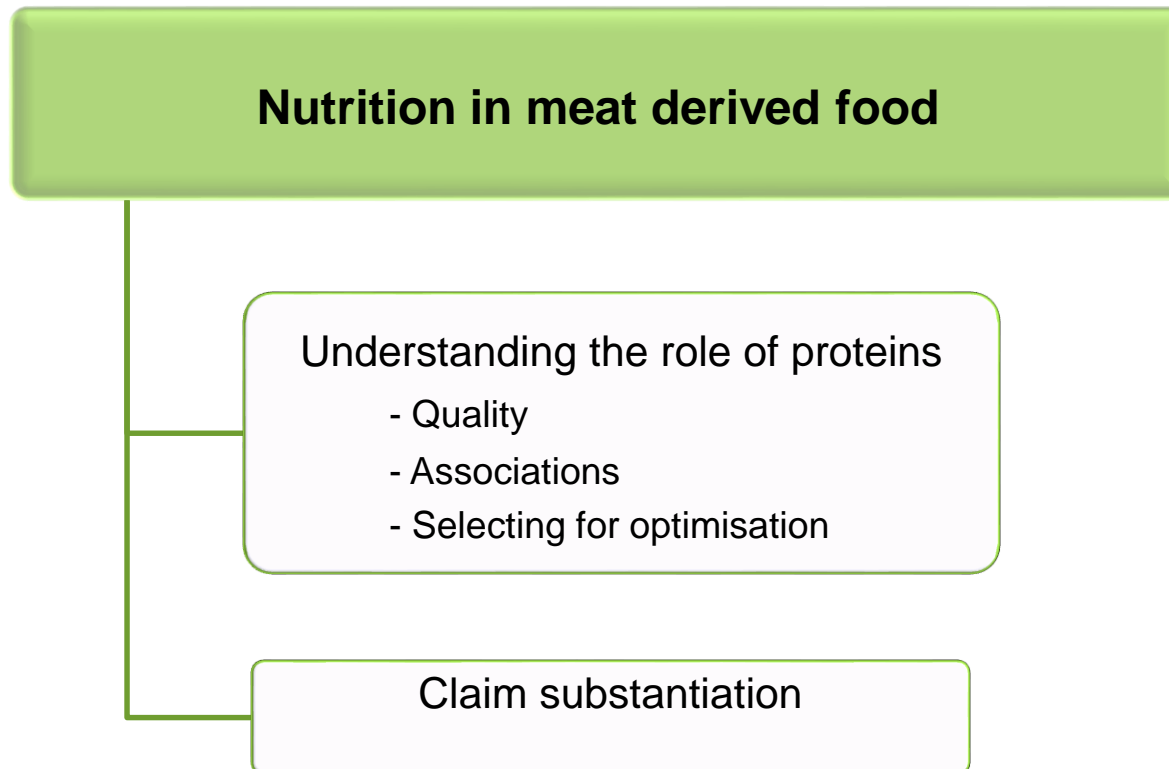 Nutrition in meat derived food
Understanding the role of proteins
- Quality
- Associations
- Selecting for optimisation
Claim substantiation